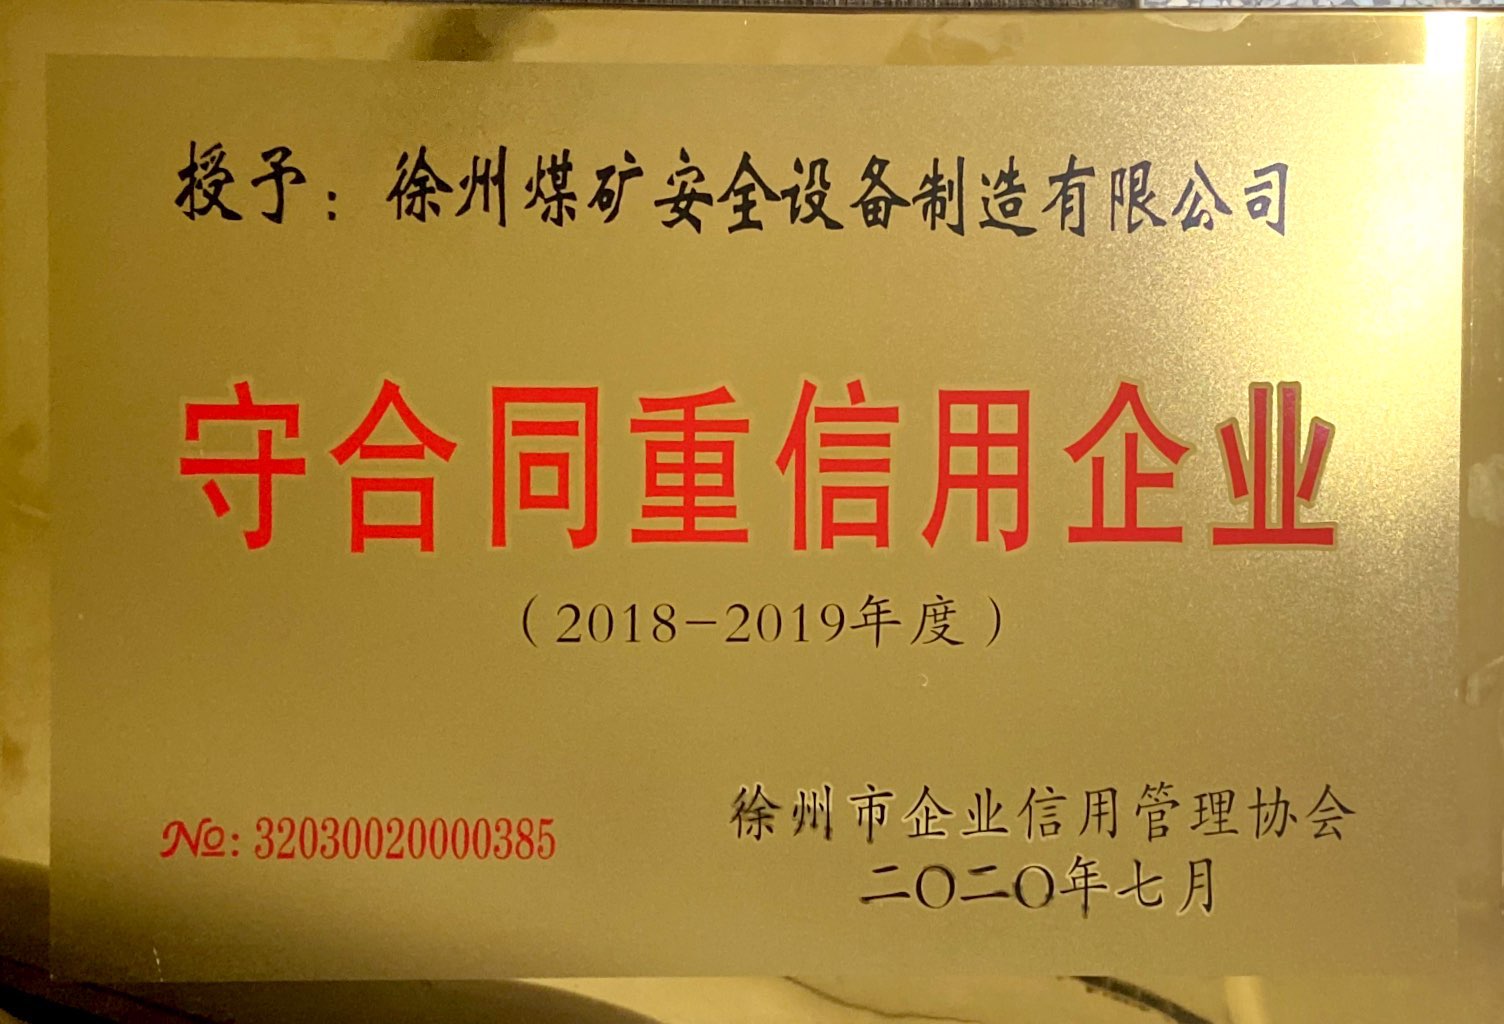 授予：徐州煤矿安全设备制造有限公司
守合同重信用企业
（2018-2019年度）
№: 32030020000385
徐州市企业信用管理协会
二〇二〇年七月